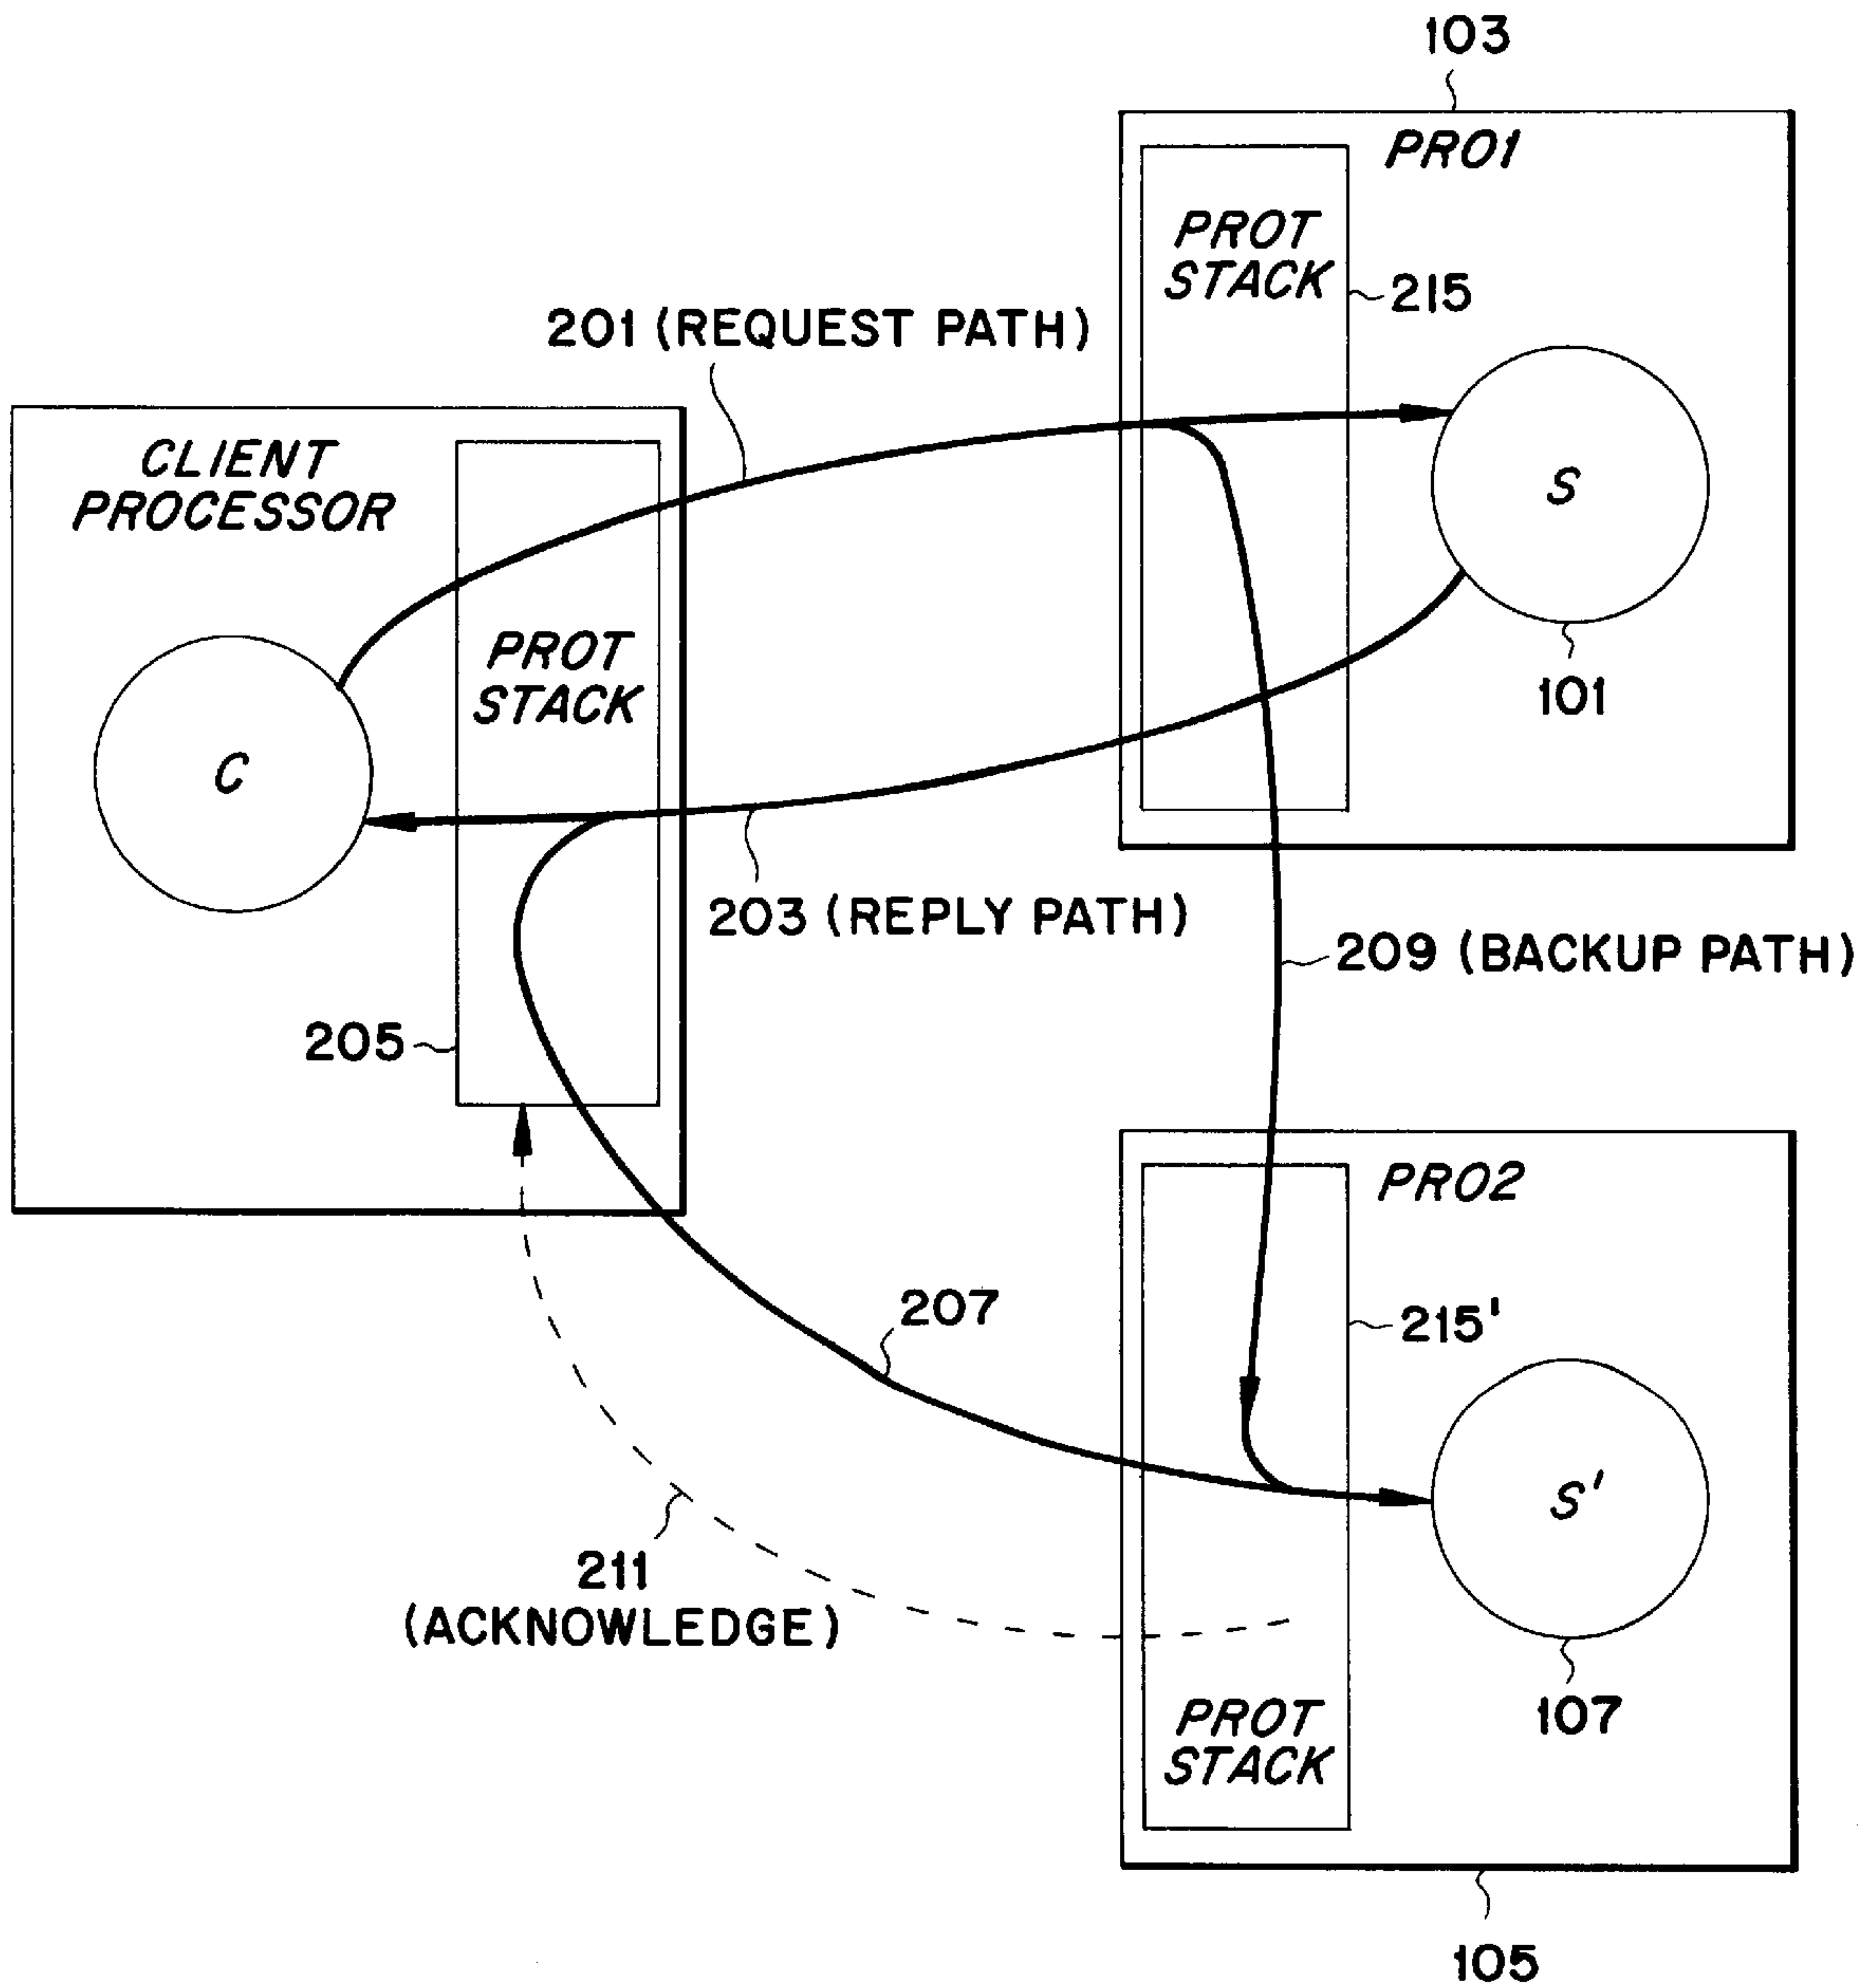 103
PRO1
PROT
STACK
215
201 (REQUEST PATH)
S
CLIENT
PROCESSOR
PROT
STACK
101
C
203 (REPLY PATH)
209 (BACKUP PATH)
205
PRO2
207
215'
S'
211
(ACKNOWLEDGE)
107
PROT
STACK
105